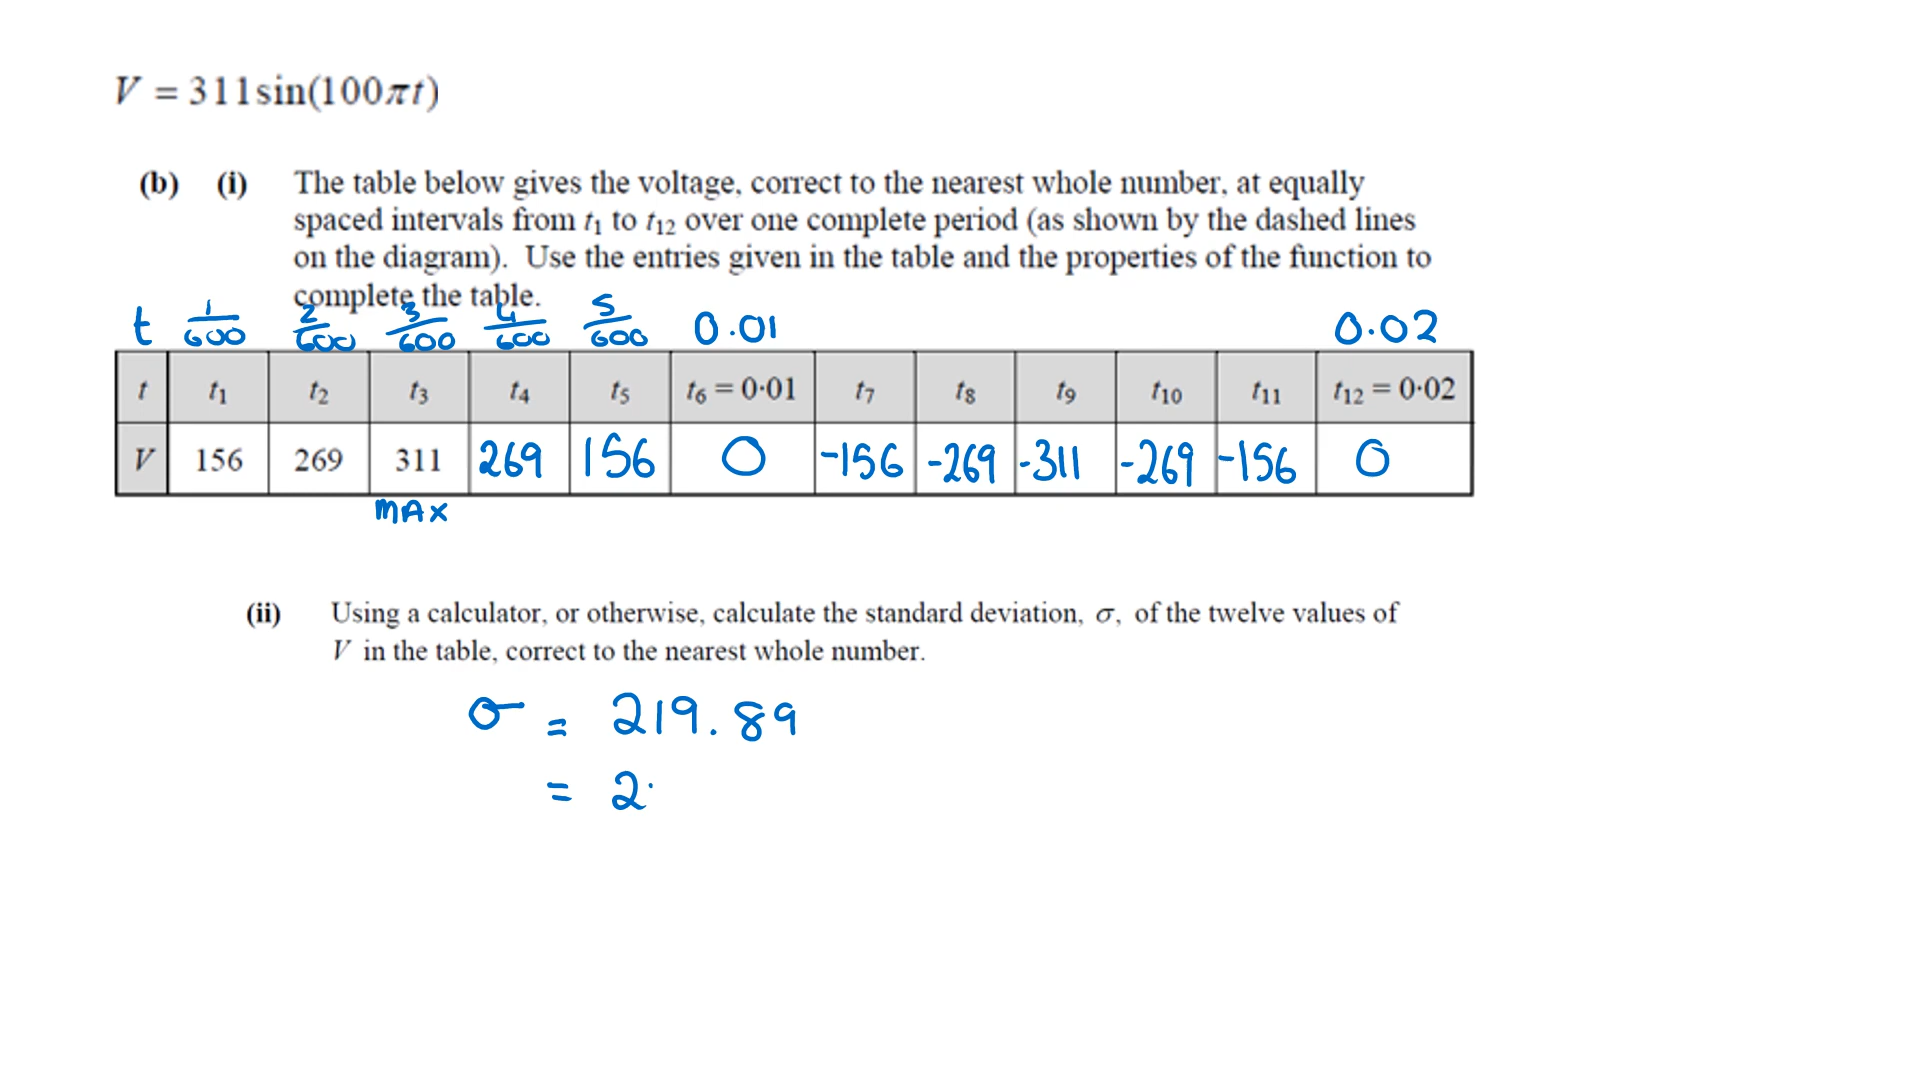 V = 311sin(100πt)
(b) (i) The table below gives the voltage, correct to the nearest whole number, at equally
spaced intervals from t₁ to t₁₂ over one complete period (as shown by the dashed lines
on the diagram). Use the entries given in the table and the properties of the function to
complete the table.
t 1/600 2/600 3/600 4/600 5/600 0.01 0.02
t t₁ t₂ t₃ t₄ t₅ t₆ = 0·01 t₇ t₈ t₉ t₁₀ t₁₁ t₁₂ = 0·02
V 156 269 311 269 156 0 -156 -269 -311 -269 -156 0
MAX
(ii) Using a calculator, or otherwise, calculate the standard deviation, σ, of the twelve values of
V in the table, correct to the nearest whole number.
σ = 219.89
= 2